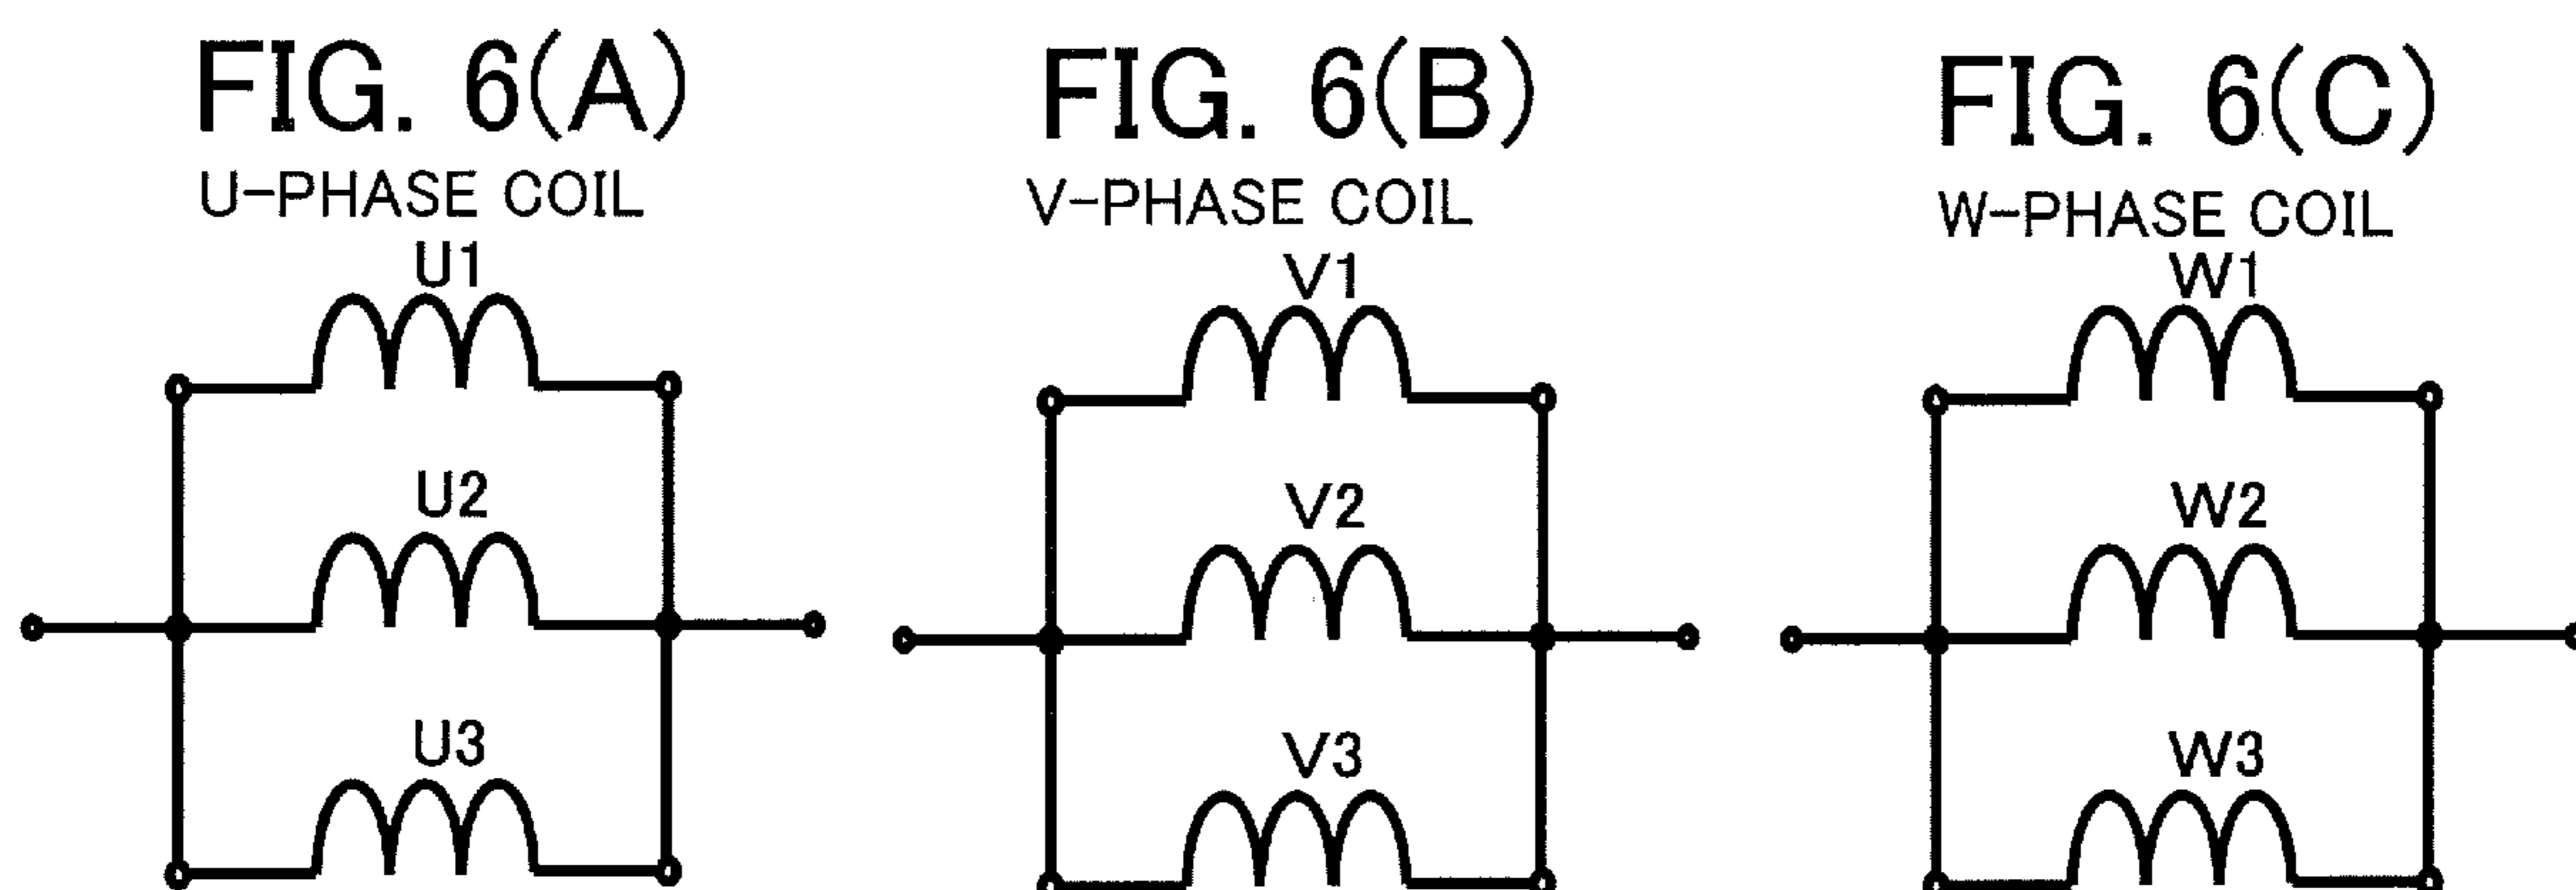 FIG. 6(A)
U-PHASE COIL
U1
U2
U3
FIG. 6(B)
V-PHASE COIL
V1
V2
V3
FIG. 6(C)
W-PHASE COIL
W1
W2
W3